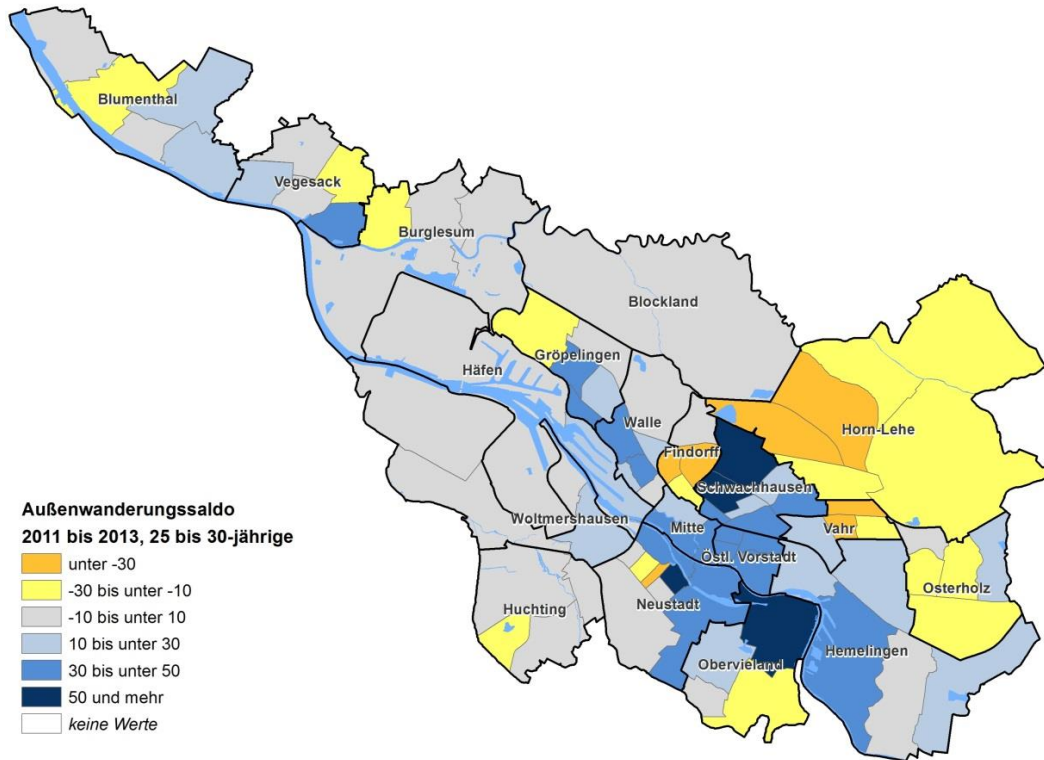 Blumenthal
Vegesack
Burglesum
Blockland
Gröpelingen
Häfen
Walle
Horn-Lehe
Findorff
Schwachhausen
Woltmershausen
Mitte
Vahr
Östl. Vorstadt
Osterholz
Huchting
Neustadt
Obervieland
Hemelingen
Außenwanderungssaldo
2011 bis 2013, 25 bis 30-jährige
unter -30
-30 bis unter -10
-10 bis unter 10
10 bis unter 30
30 bis unter 50
50 und mehr
keine Werte